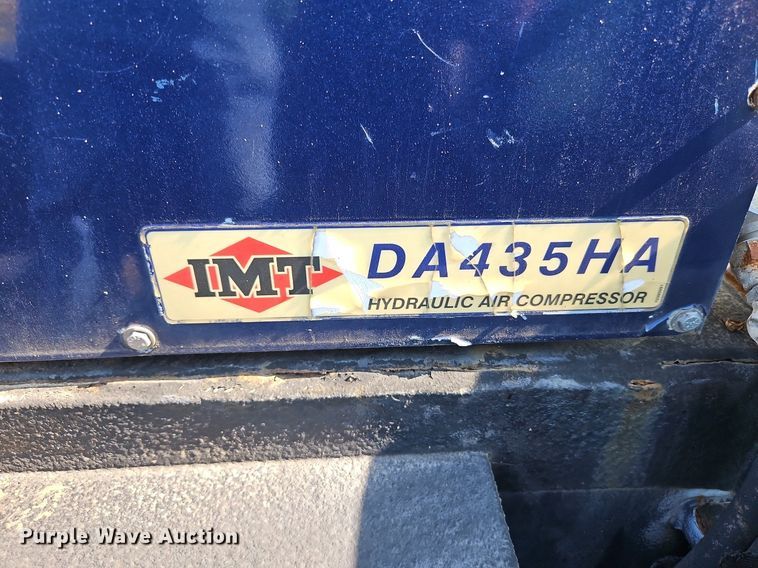 IMT
DA435HA
HYDRAULIC AIR COMPRESSOR
Purple Wave Auction